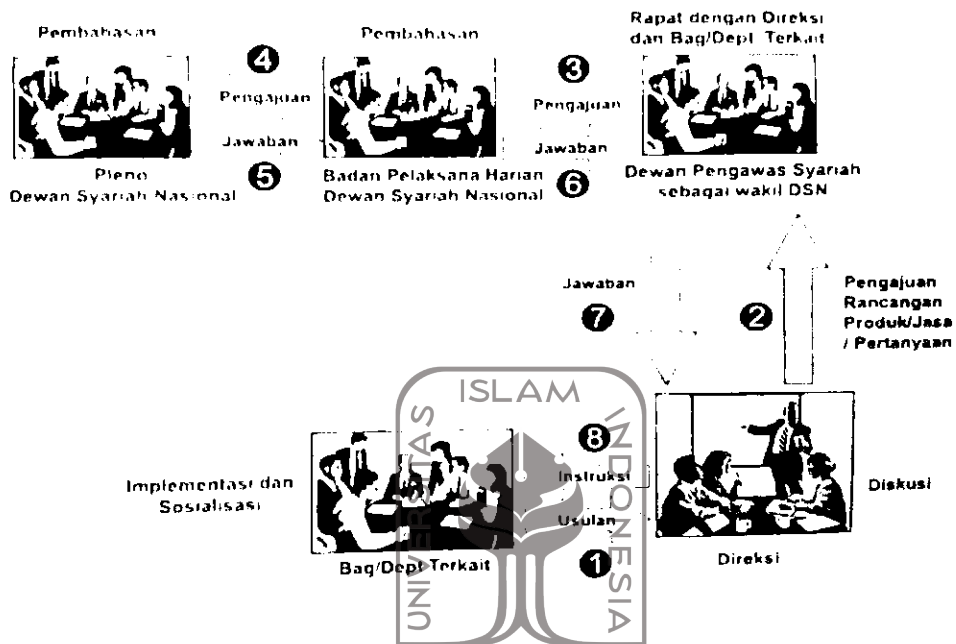 Pembahasan
4
Pengajuan
Jawaban
5
Pleno
Dewan Syariah Nasional
Pembahasan
3
Pengajuan
Jawaban
6
Badan Pelaksana Harian
Dewan Syariah Nasional
Rapat dengan Direksi
dan Bag/Dept. Terkait
Dewan Pengawas Syariah
sebagai wakil DSN
Jawaban
7
2
Pengajuan
Rancangan
Produk/Jasa
/ Pertanyaan
Implementasi dan
Sosialisasi
Bag/Dept Terkait
8
Instruksi
Usulan
1
Diskusi
Direksi
UNIVERSITAS
ISLAM
INDONESIA